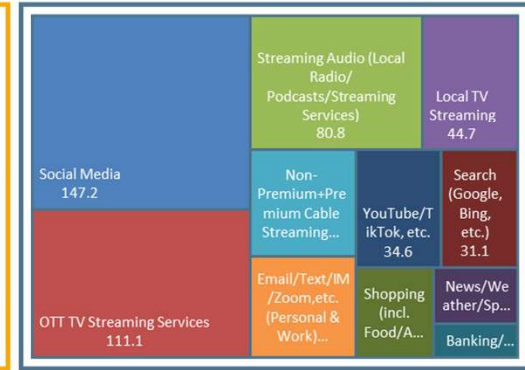 Social Media
147.2
OTT TV Streaming Services
111.1
Streaming Audio (Local
Radio/
Podcasts/Streaming
Services)
80.8
Local TV
Streaming
44.7
Non-
Premium+Pre
mium Cable
Streaming...
YouTube/T
ikTok, etc.
34.6
Search
(Google,
Bing,
etc.)
31.1
Email/Text/IM
/Zoom,etc.
(Personal &
Work)...
Shopping
(incl.
Food/A...
News/We
ather/Sp...
Banking/...